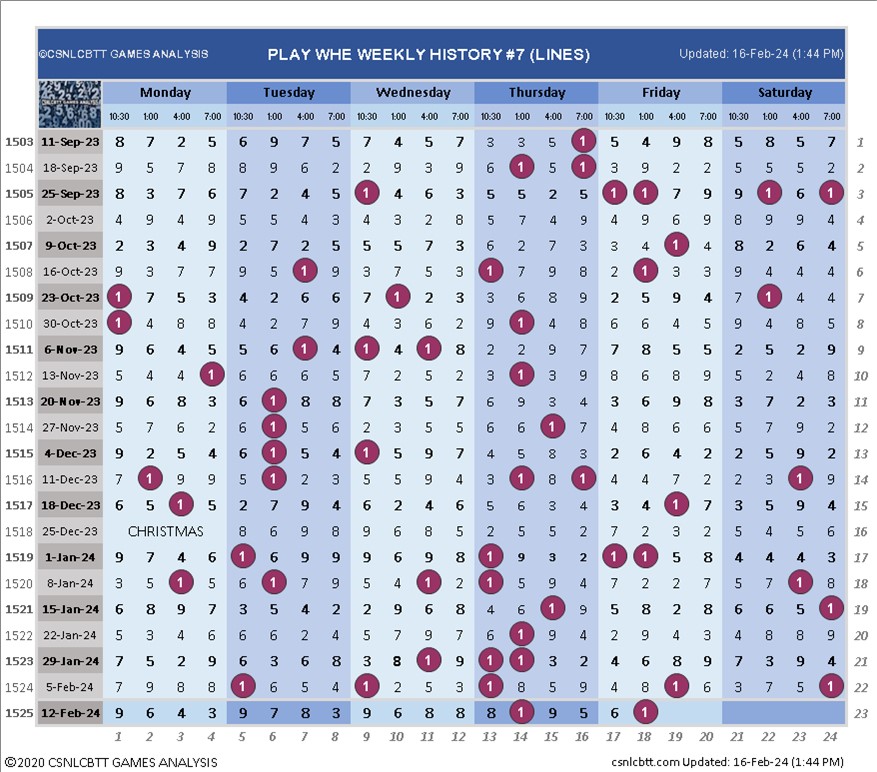 ©CSNLCBTT GAMES ANALYSIS PLAY WHE WEEKLY HISTORY #7 (LINES) Updated: 16-Feb-24 (1:44 PM)
Monday Tuesday Wednesday Thursday Friday Saturday
10:30 1:00 4:00 7:00 10:30 1:00 4:00 7:00 10:30 1:00 4:00 7:00 10:30 1:00 4:00 7:00 10:30 1:00 4:00 7:00 10:30 1:00 4:00 7:00
1503 11-Sep-23 8 7 2 5 6 9 7 5 7 4 5 7 3 3 5 1 5 4 9 8 5 8 5 7 1
1504 18-Sep-23 9 5 7 8 8 9 6 2 2 9 3 9 6 1 5 1 3 9 2 2 5 5 5 2 2
1505 25-Sep-23 8 3 7 6 7 2 4 5 1 4 6 3 5 5 2 5 1 1 7 9 9 1 6 1 3
1506 2-Oct-23 4 9 4 9 5 5 4 3 4 3 2 8 5 7 4 9 4 9 6 9 8 9 9 4 4
1507 9-Oct-23 2 3 4 9 2 7 2 5 5 5 7 3 6 2 7 3 3 4 1 4 8 2 6 4 5
1508 16-Oct-23 9 3 7 7 9 5 1 9 3 7 5 3 1 7 9 8 2 1 3 3 9 4 4 4 6
1509 23-Oct-23 1 7 5 3 4 2 6 6 7 1 2 3 3 6 8 9 2 5 9 4 7 1 4 4 7
1510 30-Oct-23 1 4 8 8 4 2 7 9 4 3 6 2 9 1 4 8 6 6 4 5 9 4 8 5 8
1511 6-Nov-23 9 6 4 5 5 6 1 4 1 4 1 8 2 2 9 7 7 8 5 5 2 5 2 9 9
1512 13-Nov-23 5 4 4 1 6 6 6 5 7 2 5 2 3 1 3 9 8 6 8 9 5 2 4 8 10
1513 20-Nov-23 9 6 8 3 6 1 8 8 7 3 5 7 6 9 3 4 3 6 9 8 3 7 2 3 11
1514 27-Nov-23 5 7 6 2 6 1 5 6 2 3 5 5 6 6 1 7 4 8 6 6 5 7 9 2 12
1515 4-Dec-23 9 2 5 4 6 1 5 4 1 5 9 7 4 5 8 3 2 6 4 2 2 5 9 2 13
1516 11-Dec-23 7 1 9 9 5 1 2 3 5 5 9 4 3 1 8 1 4 4 7 2 2 3 1 9 14
1517 18-Dec-23 6 5 1 5 2 7 9 4 6 2 4 6 5 6 3 4 3 4 1 7 3 5 9 4 15
1518 25-Dec-23 CHRISTMAS 8 6 9 8 9 6 8 5 2 5 5 2 7 2 3 2 6 5 4 5 16
1519 1-Jan-24 9 7 4 6 1 6 9 9 9 6 9 8 1 9 3 2 1 1 5 8 4 4 4 3 17
1520 8-Jan-24 3 5 1 3 6 1 7 9 5 4 1 2 1 5 9 4 7 2 2 7 5 7 1 8 18
1521 15-Jan-24 6 8 9 7 3 5 4 2 2 9 6 8 4 6 1 9 5 8 2 8 6 6 5 1 19
1522 22-Jan-24 5 3 4 6 6 6 2 4 5 7 9 7 6 1 9 4 2 9 4 3 4 8 8 9 20
1523 29-Jan-24 7 5 2 9 6 3 6 8 3 8 1 9 1 1 3 2 4 6 8 9 7 3 9 4 21
1524 5-Feb-24 7 9 8 8 1 6 5 4 1 2 5 3 1 8 5 9 4 8 1 6 3 7 5 1 22
1525 12-Feb-24 9 6 4 3 9 7 8 3 9 6 8 8 8 1 9 5 6 1 23
1 2 3 4 5 6 7 8 9 10 11 12 13 14 15 16 17 18 19 20 21 22 23 24
©2020 CSNLCBTT GAMES ANALYSIS csnlcbtt.com Updated: 16-Feb-24 (1:44 PM)